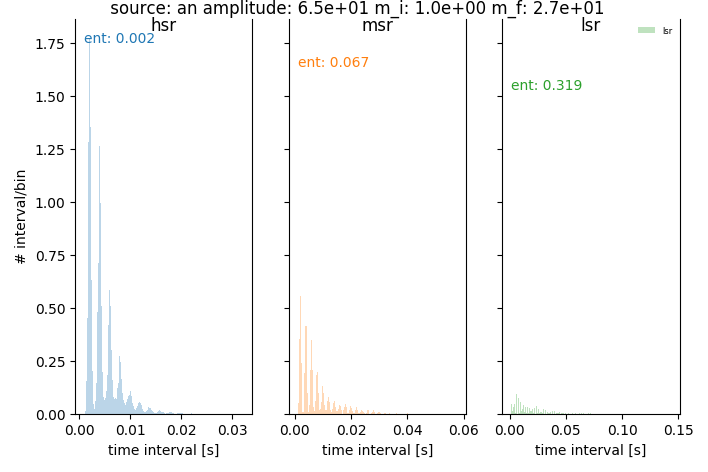 source: an amplitude: 6.5e+01 m_i: 1.0e+00 m_f: 2.7e+01
hsr
msr
lsr
lsr
ent: 0.002
ent: 0.067
ent: 0.319
# interval/bin
1.75
1.50
1.25
1.00
0.75
0.50
0.25
0.00
0.00 0.02 0.03
0.00 0.02 0.04 0.06
0.00 0.05 0.10 0.15
time interval [s]
time interval [s]
time interval [s]